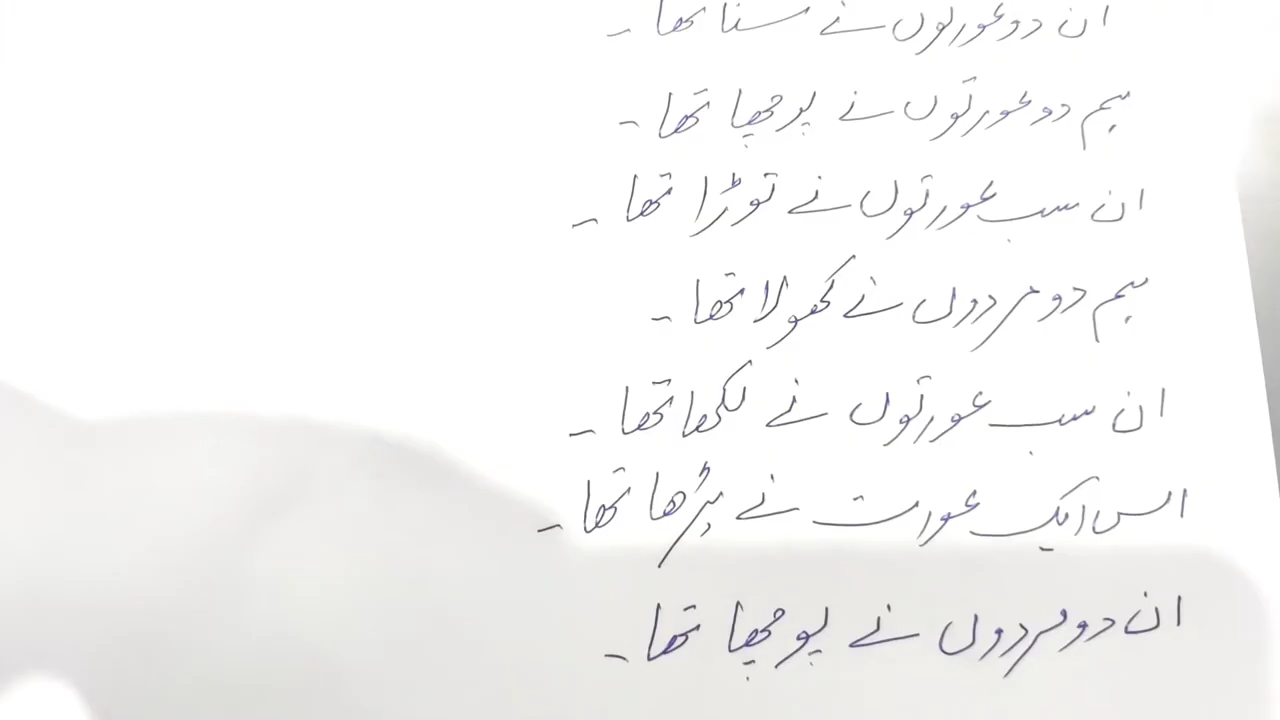 ان دو عورتوں نے سنا تھا ۔
ہم دو عورتوں نے پوچھا تھا ۔
ان سب عورتوں نے توڑا تھا ۔
ہم دو مردوں نے کھولا تھا ۔
ان سب عورتوں نے لکھا تھا ۔
اس ایک عورت نے پڑھا تھا ۔
ان دو مردوں نے پوچھا تھا ۔